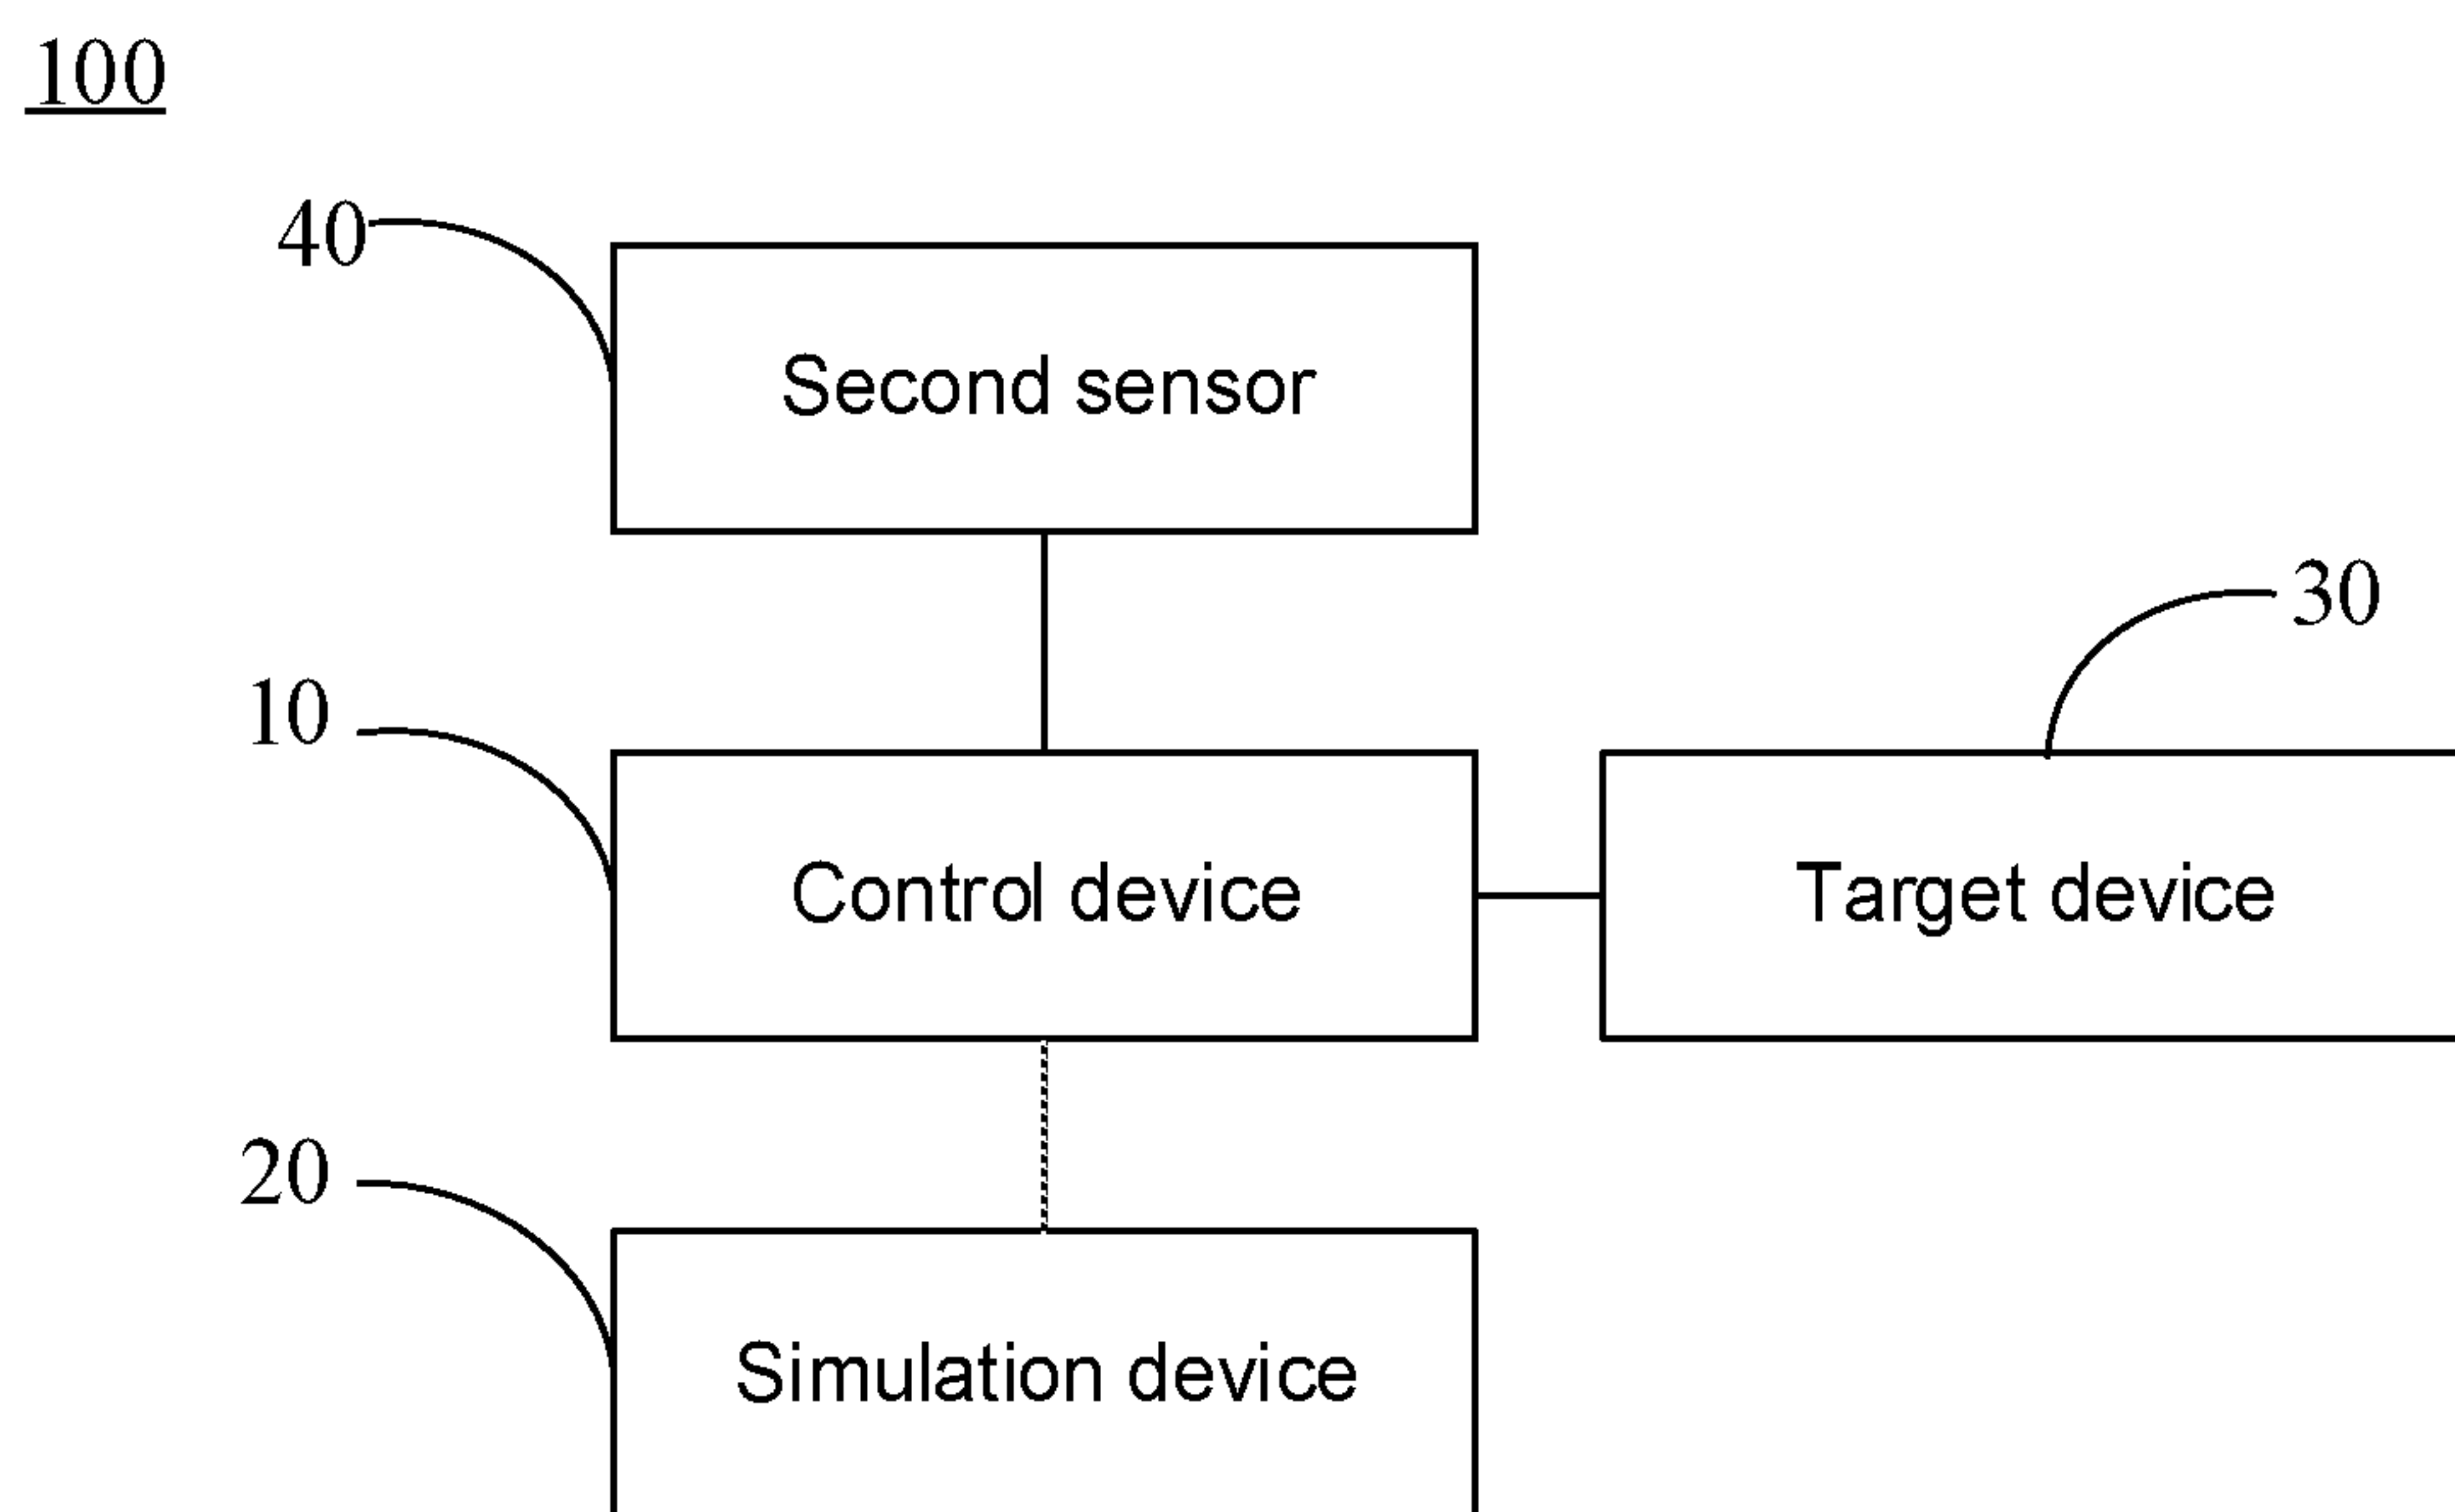 100
40
Second sensor
30
10
Control device
Target device
20
Simulation device